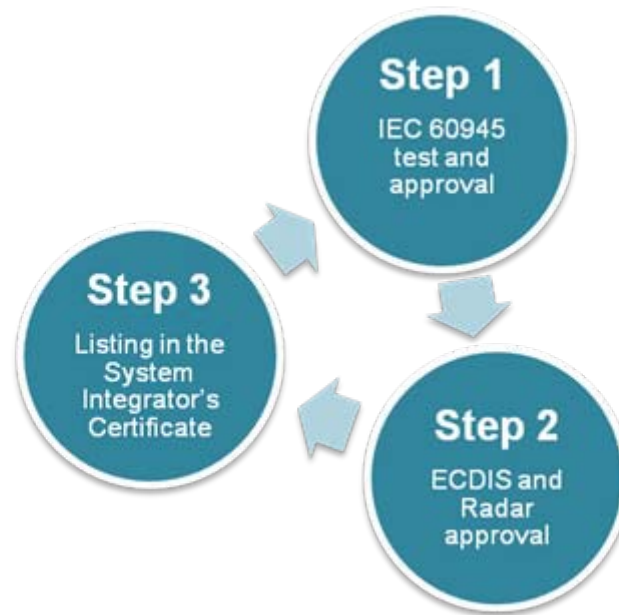 Step 1
IEC 60945
test and
approval
Step 2
ECDIS and
Radar
approval
Step 3
Listing in the
System
Integrator's
Certificate